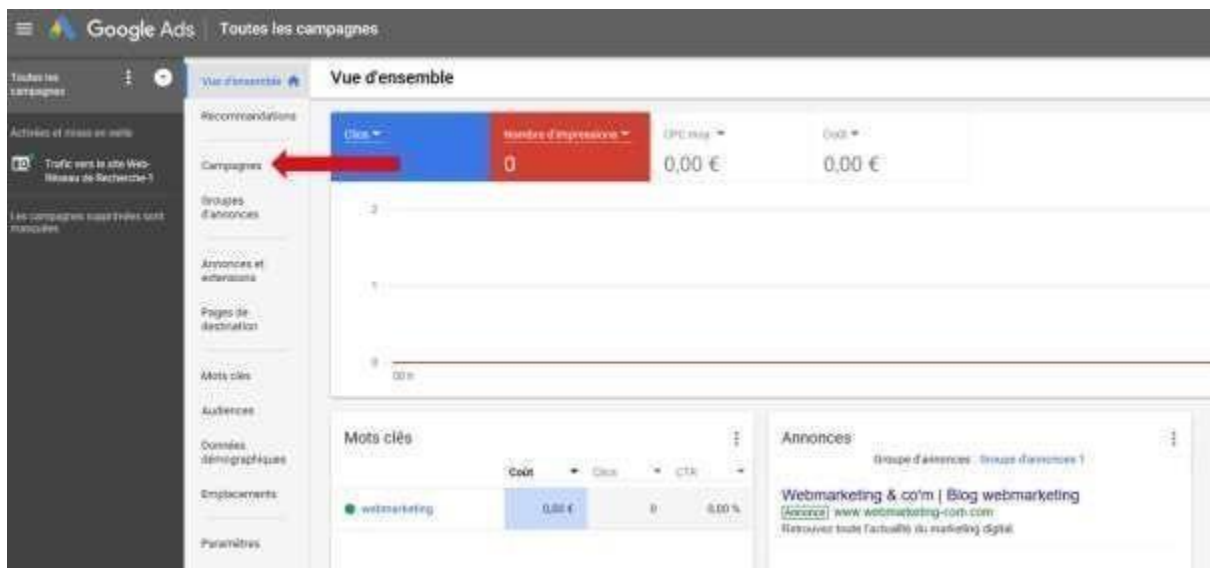 Google Ads Toutes les campagnes
Toutes les
campagnes
Activées et mises en veille
Trafic vers le site Web-
Réseau de Recherche-1
Les campagnes supprimées sont
masquées
Vue d'ensemble
Recommandations
Campagnes
Groupes
d'annonces
Annonces et
extensions
Pages de
destination
Mots clés
Audiences
Données
démographiques
Emplacements
Paramètres
Vue d'ensemble
Clics
Nombre d'impressions
0
CPC moy.
0,00 €
Coût
0,00 €
2
1
0
Mots clés
Coût Clics CTR
webmarketing 0,00 € 0 0,00 %
Annonces
Groupe d'annonces : Groupe d'annonces 1
Webmarketing & co'm | Blog webmarketing
Annonce www.webmarketing-com.com
Retrouvez toute l'actualité du marketing digital.